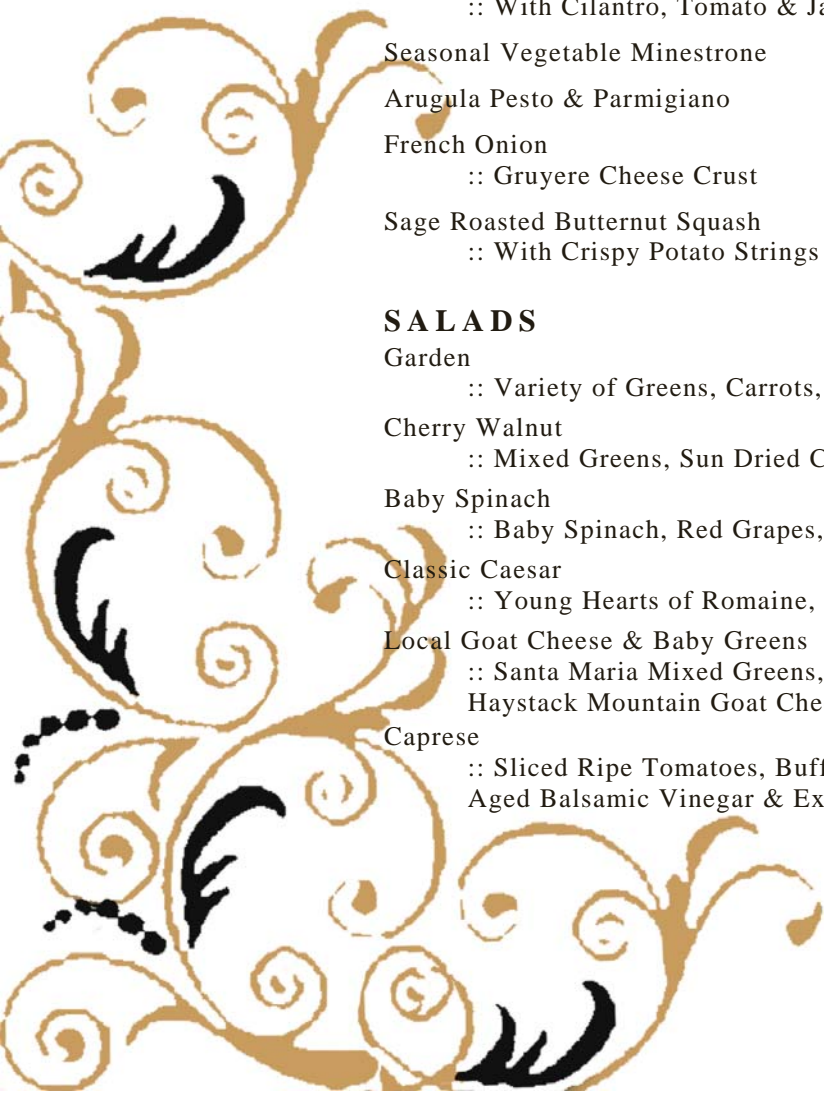 :: With Cilantro, Tomato &
Seasonal Vegetable Minestrone
Arugula Pesto & Parmigiano
French Onion
:: Gruyere Cheese Crust
Sage Roasted Butternut Squash
:: With Crispy Potato Strings
SALADS
Garden
:: Variety of Greens, Carrots,
Cherry Walnut
:: Mixed Greens, Sun Dried
Baby Spinach
:: Baby Spinach, Red Grapes,
Classic Caesar
:: Young Hearts of Romaine,
Local Goat Cheese & Baby Greens
:: Santa Maria Mixed Greens,
Haystack Mountain Goat
Caprese
:: Sliced Ripe Tomatoes,
Aged Balsamic Vinegar &